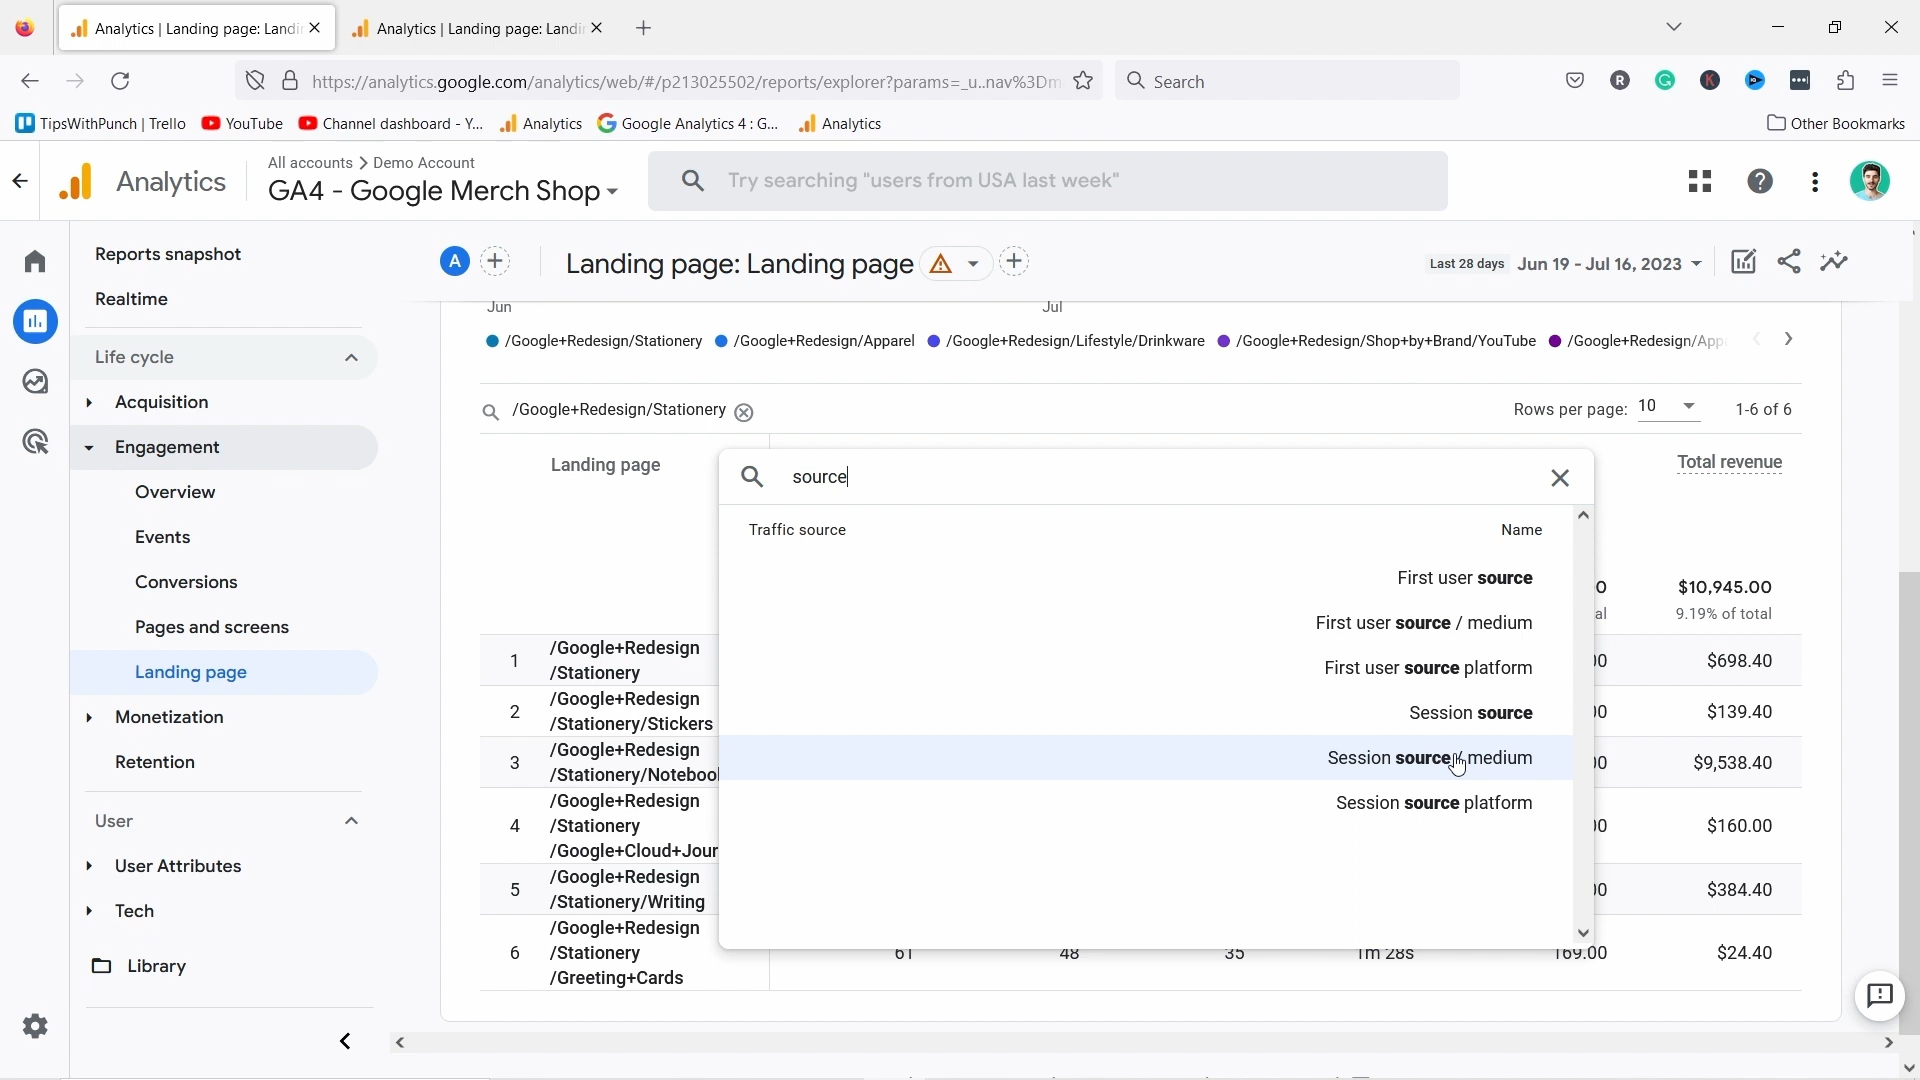 Analytics | Landing page: Landin
Analytics | Landing page: Landin
https://analytics.google.com/analytics/web/#/p213025502/reports/explorer?params=_u..nav%3Dm
Search
TipsWithPunch | Trello
YouTube
Channel dashboard - Y...
Analytics
Google Analytics 4 : G...
Analytics
Other Bookmarks
Analytics
All accounts > Demo Account
GA4 - Google Merch Shop
Try searching "users from USA last week"
Reports snapshot
Realtime
Life cycle
Acquisition
Engagement
Overview
Events
Conversions
Pages and screens
Landing page
Monetization
Retention
User
User Attributes
Tech
Library
A
Landing page: Landing page
Last 28 days
Jun 19 - Jul 16, 2023
Jun
Jul
/Google+Redesign/Stationery
/Google+Redesign/Apparel
/Google+Redesign/Lifestyle/Drinkware
/Google+Redesign/Shop+by+Brand/YouTube
/Google+Redesign/App
/Google+Redesign/Stationery
Rows per page: 10
1-6 of 6
Landing page
Total revenue
source
Traffic source
Name
First user source
First user source / medium
First user source platform
Session source
Session source / medium
Session source platform
$10,945.00
9.19% of total
1 /Google+Redesign
/Stationery
$698.40
2 /Google+Redesign
/Stationery/Stickers
$139.40
3 /Google+Redesign
/Stationery/Notebool
$9,538.40
4 /Google+Redesign
/Stationery
/Google+Cloud+Jour
$160.00
5 /Google+Redesign
/Stationery/Writing
$384.40
6 /Google+Redesign
/Stationery
/Greeting+Cards
61 48 35 1m 28s 169.00 $24.40